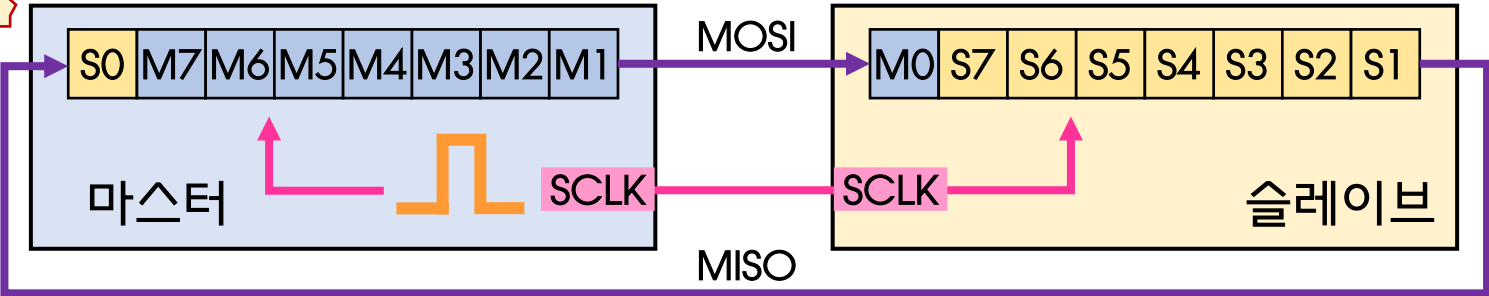 MOSI
S0 M7 M6 M5 M4 M3 M2 M1
M0 S7 S6 S5 S4 S3 S2 S1
마스터
SCLK
SCLK
슬레이브
MISO